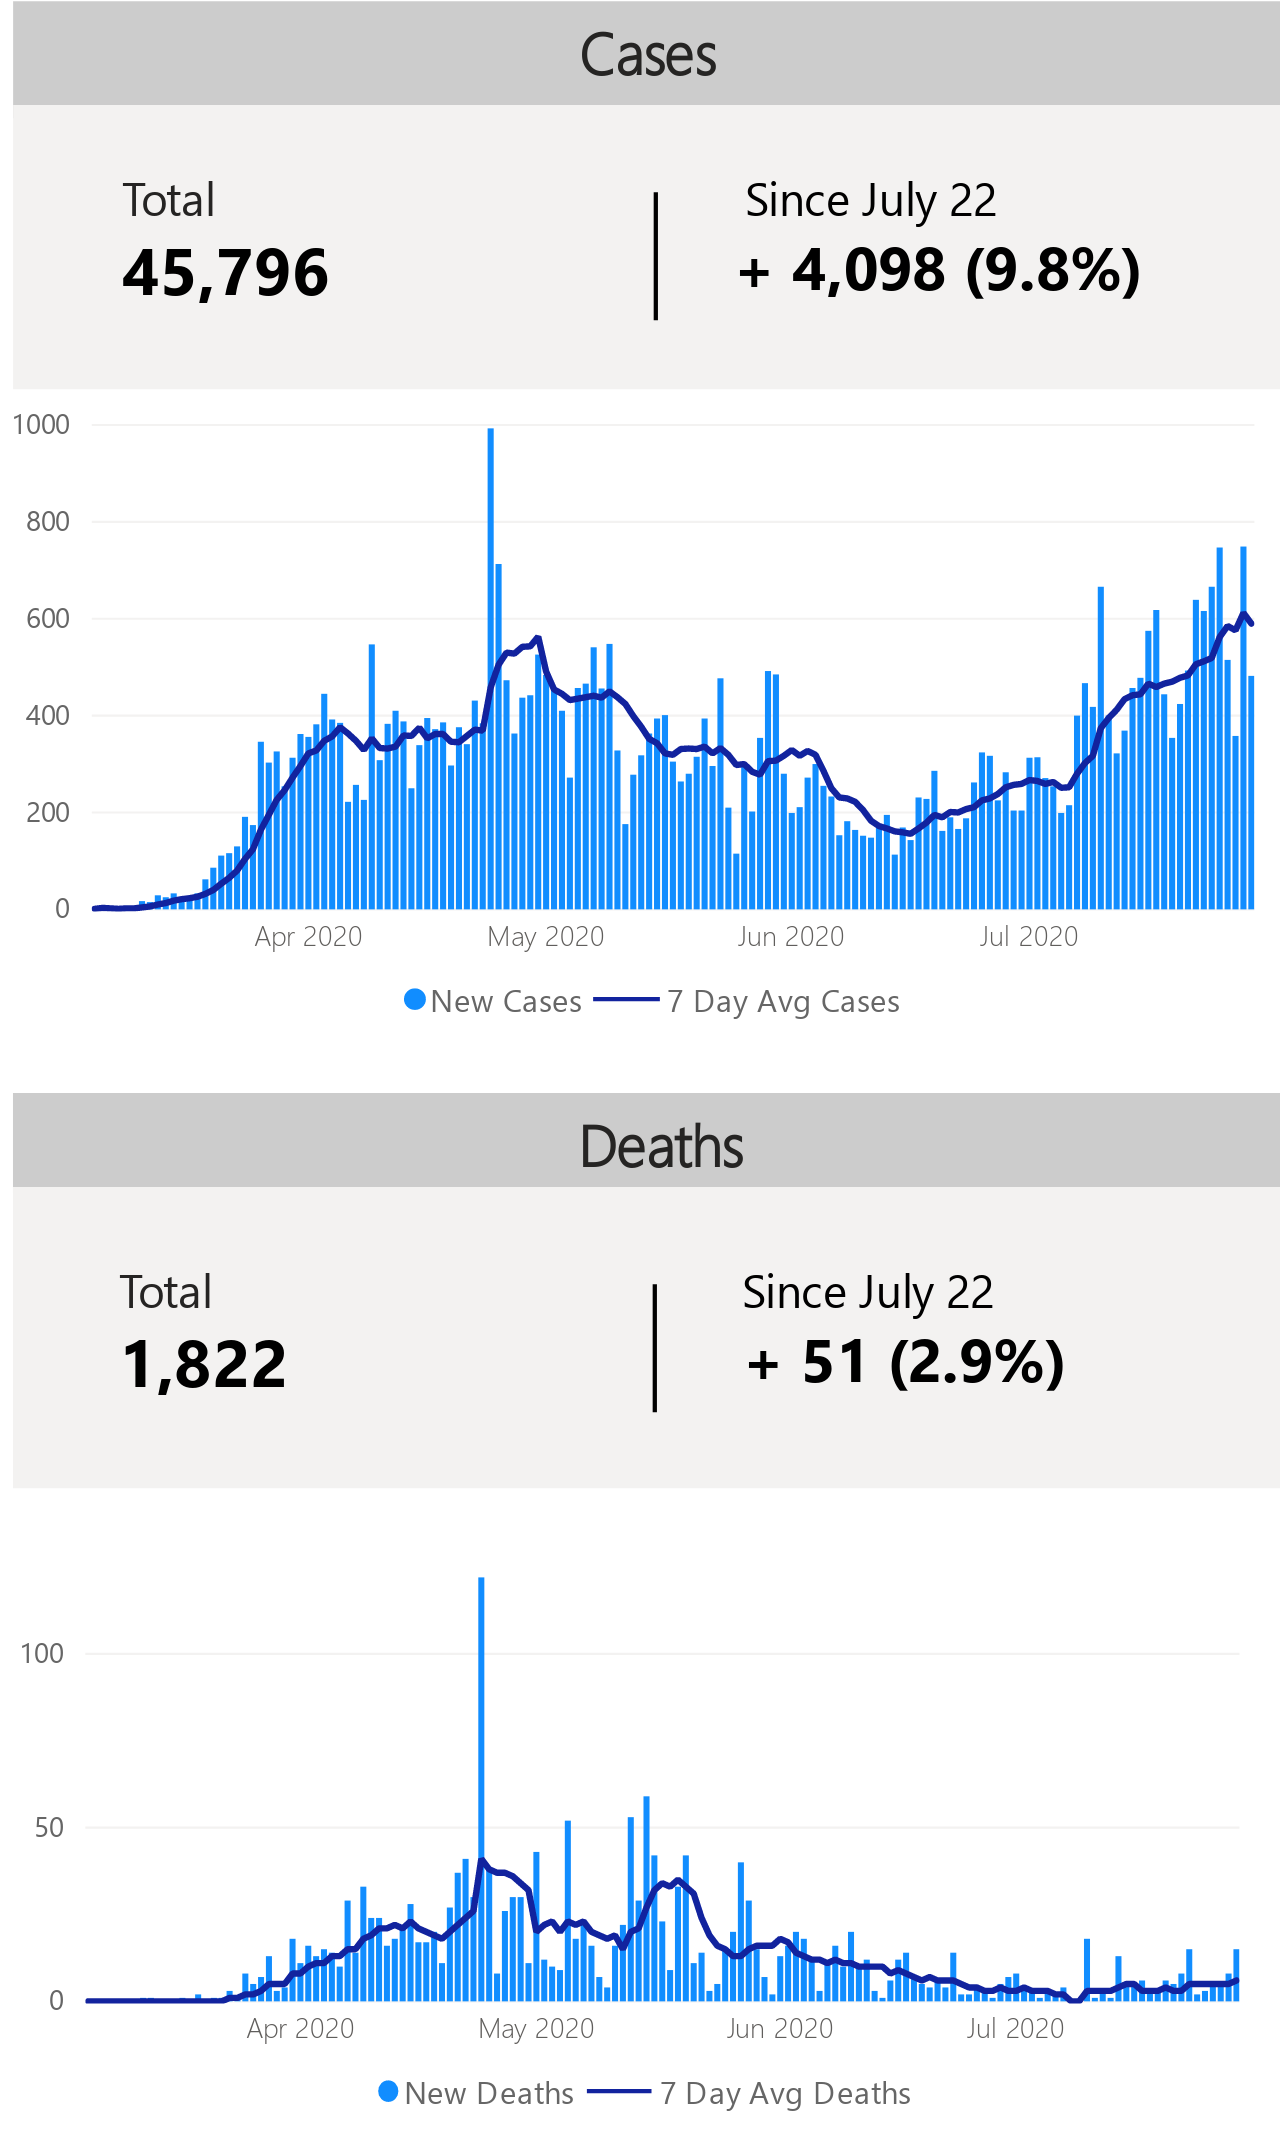 Cases
Total
Since July 22
45,796
+ 4,098 (9.8%)
1000
800
600
400
200
0
Apr 2020
May 2020
Jun 2020
Jul 2020
New Cases
7 Day Avg Cases
Deaths
Total
Since July 22
1,822
+ 51 (2.9%)
100
50
0
Apr 2020
May 2020
Jun 2020
Jul 2020
New Deaths
7 Day Avg Deaths